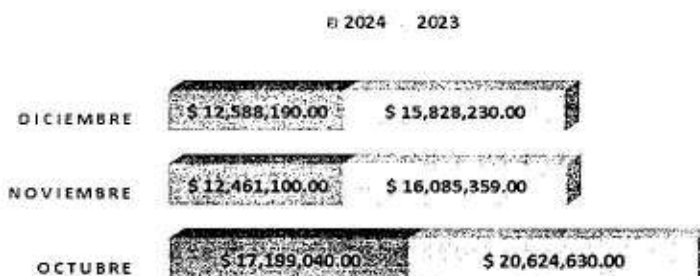 2024 2023
DICIEMBRE $ 12,588,190.00 $ 15,828,230.00
NOVIEMBRE $ 12,461,100.00 $ 16,085,359.00
OCTUBRE $ 17,199,040.00 $ 20,624,630.00